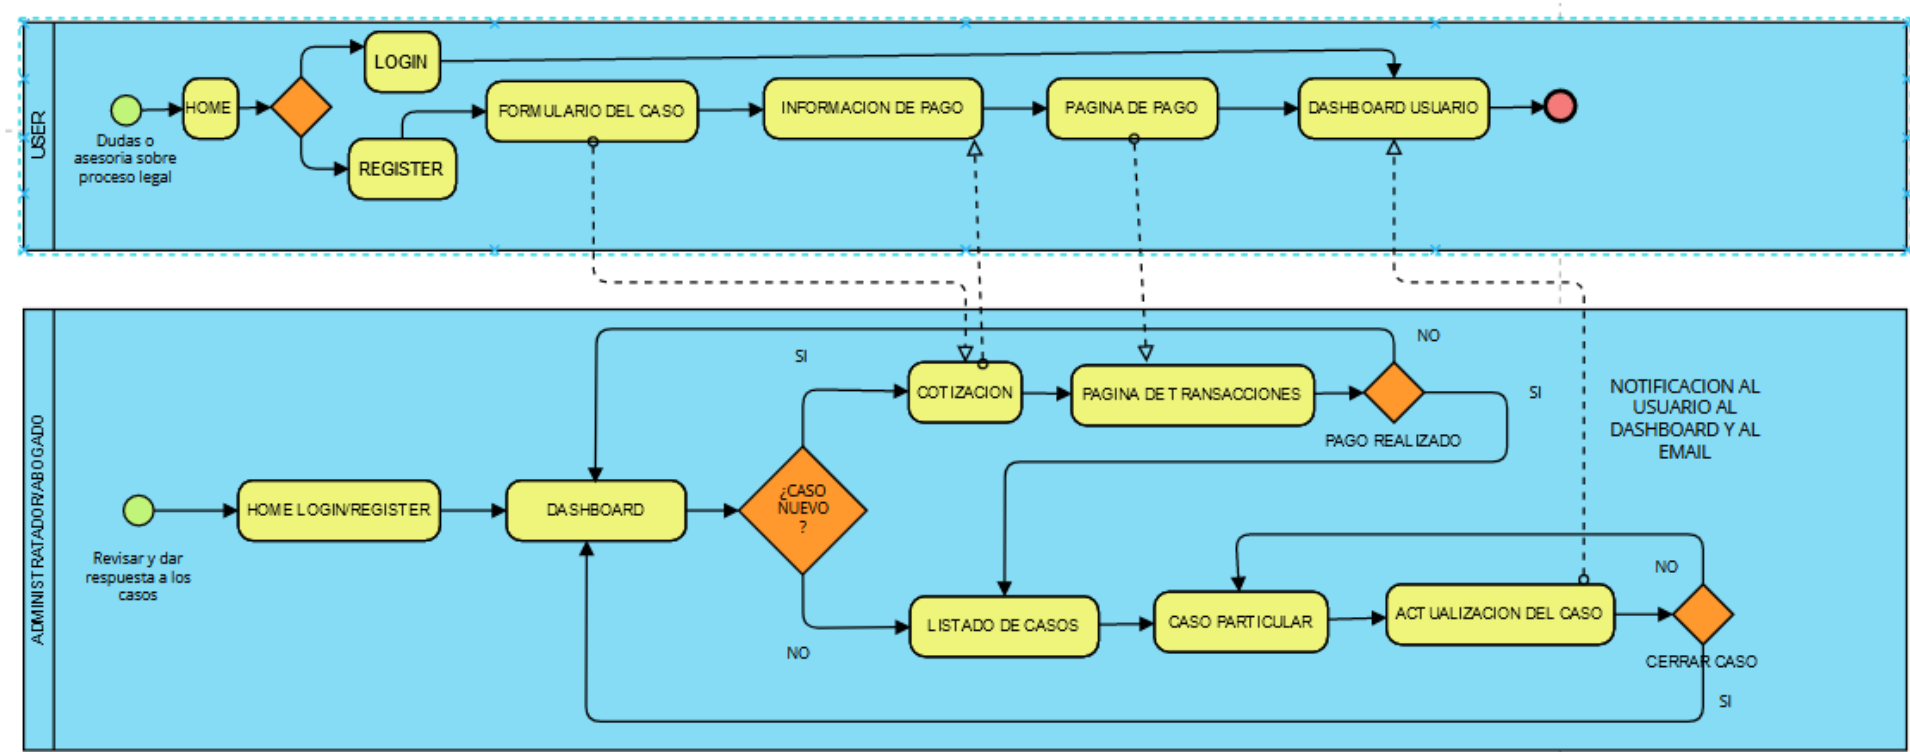 USER
Dudas o
asesoria sobre
proceso legal
HOME
LOGIN
REGISTER
FORMULARIO DEL CASO
INFORMACION DE PAGO
PAGINA DE PAGO
DASHBOARD USUARIO
ADMINISTRATADOR/ABOGADO
Revisar y dar
respuesta a los
casos
HOME LOGIN/REGISTER
DASHBOARD
¿CASO
NUEVO
?
SI
NO
COTIZACION
PAGINA DE TRANSACCIONES
PAGO REALIZADO
NO
SI
NOTIFICACION AL
USUARIO AL
DASHBOARD Y AL
EMAIL
LISTADO DE CASOS
CASO PARTICULAR
ACTUALIZACION DEL CASO
NO
CERRAR CASO
SI